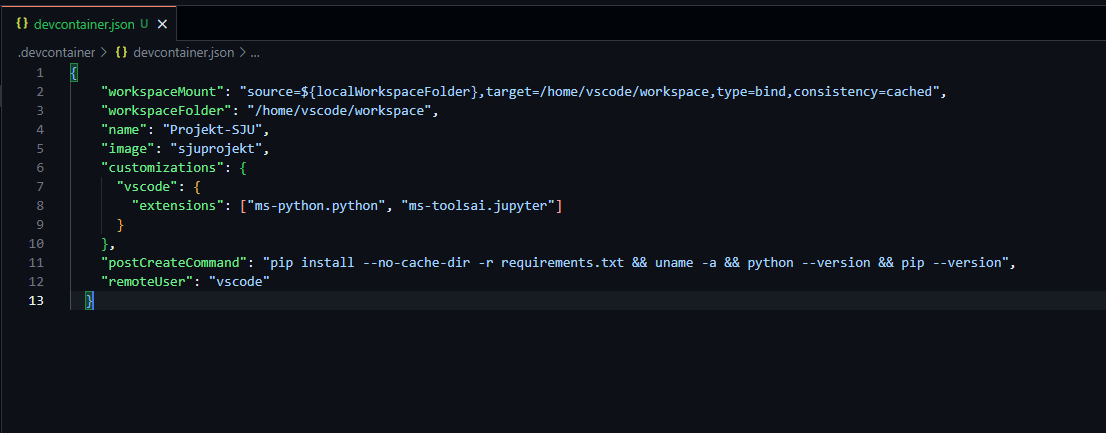 {} devcontainer.json U ×
.devcontainer > {} devcontainer.json > ...
1 {
2 "workspaceMount": "source=${localWorkspaceFolder},target=/home/vscode/workspace,type=bind,consistency=cached",
3 "workspaceFolder": "/home/vscode/workspace",
4 "name": "Projekt-SJU",
5 "image": "sjuprojekt",
6 "customizations": {
7 "vscode": {
8 "extensions": ["ms-python.python", "ms-toolsai.jupyter"]
9 }
10 },
11 "postCreateCommand": "pip install --no-cache-dir -r requirements.txt && uname -a && python --version && pip --version",
12 "remoteUser": "vscode"
13 }